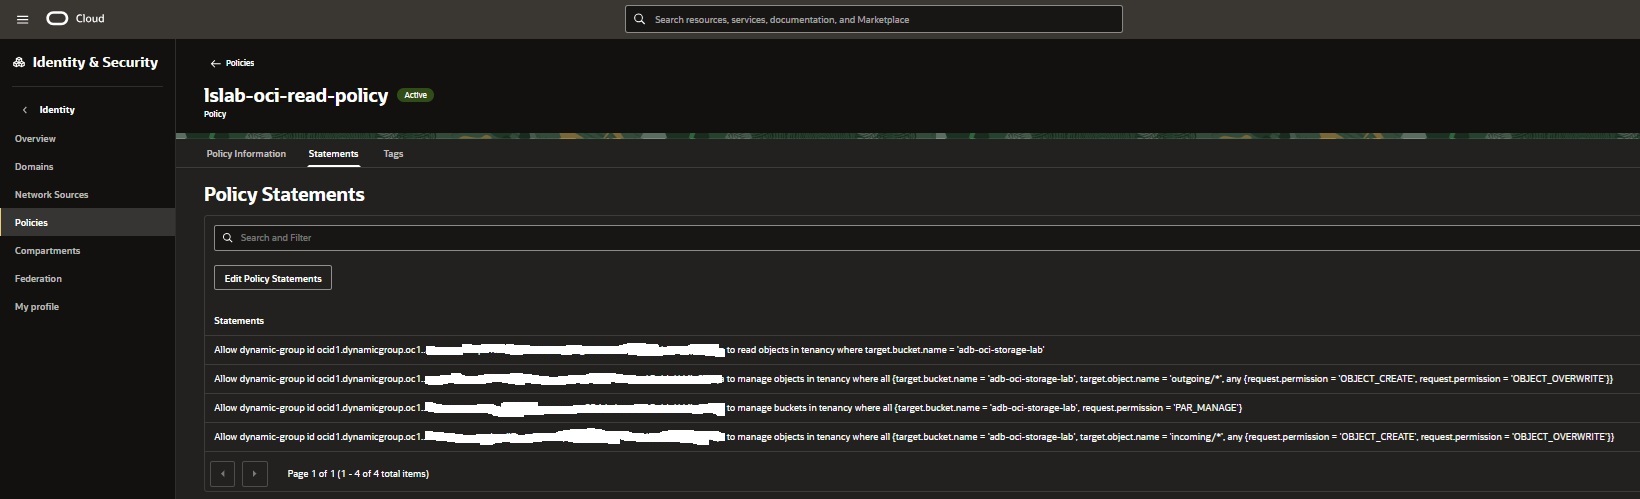 Cloud
Search resources, services, documentation, and Marketplace
Identity & Security
Identity
Overview
Domains
Network Sources
Policies
Compartments
Federation
My profile
Policies
lslab-oci-read-policy Active
Policy
Policy Information Statements Tags
Policy Statements
Search and Filter
Edit Policy Statements
Statements
Allow dynamic-group id ocid1.dynamicgroup.oc1.. to read objects in tenancy where target.bucket.name = 'adb-oci-storage-lab'
Allow dynamic-group id ocid1.dynamicgroup.oc1.. to manage objects in tenancy where all {target.bucket.name = 'adb-oci-storage-lab', target.object.name = 'outgoing/*', any {request.permission = 'OBJECT_CREATE', request.permission = 'OBJECT_OVERWRITE'}}
Allow dynamic-group id ocid1.dynamicgroup.oc1.. to manage buckets in tenancy where all {target.bucket.name = 'adb-oci-storage-lab', request.permission = 'PAR_MANAGE'}
Allow dynamic-group id ocid1.dynamicgroup.oc1.. to manage objects in tenancy where all {target.bucket.name = 'adb-oci-storage-lab', target.object.name = 'incoming/*', any {request.permission = 'OBJECT_CREATE', request.permission = 'OBJECT_OVERWRITE'}}
Page 1 of 1 (1 - 4 of 4 total items)